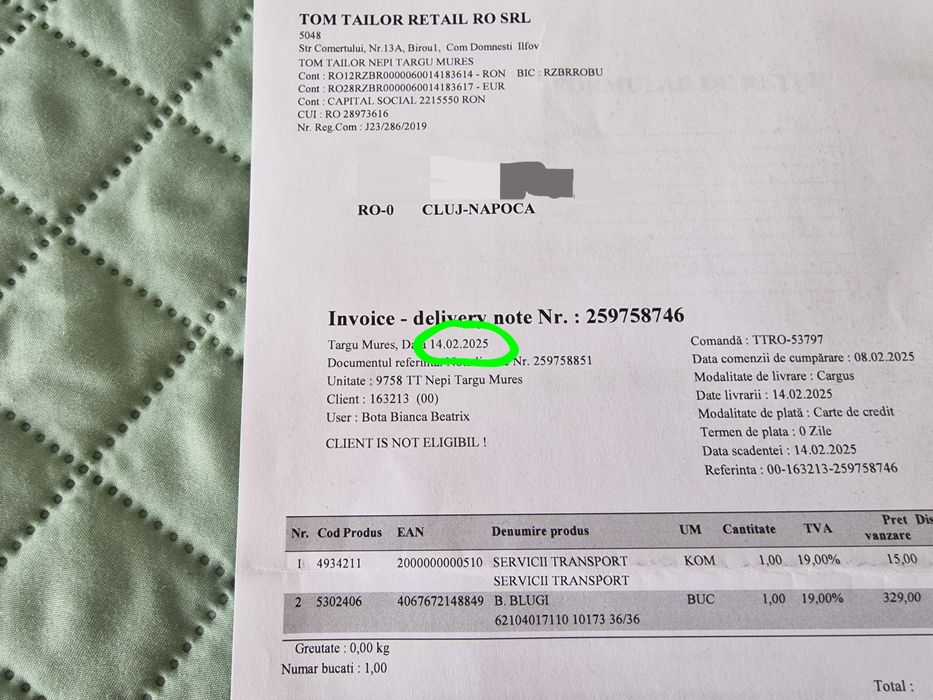 TOM TAILOR RETAIL RO SRL
5048
Str Comertului, Nr.13A, Birou1, Com Domnesti Ilfov
TOM TAILOR NEPI TARGU MURES
Cont : RO12RZBR0000060014183614 - RON BIC : RZBRROBU
Cont : RO28RZBR0000060014183617 - EUR
Cont : CAPITAL SOCIAL 2215550 RON
CUI : RO 28973616
Nr. Reg.Com : J23/286/2019
RO-0 CLUJ-NAPOCA
Invoice - delivery note Nr. : 259758746
Targu Mures, 14.02.2025
Documentul Nr. 259758851
Unitate : 9758 TT Nepi Targu Mures
Client : 163213 (00)
User : Bota Bianca Beatrix
CLIENT IS NOT ELIGIBIL !
Comandă : TTRO-53797
Data comenzii de cumpărare : 08.02.2025
Modalitate de livrare : Cargus
Date livrarii : 14.02.2025
Modalitate de plată : Carte de credit
Termen de plata : 0 Zile
Data scadentei : 14.02.2025
Referinta : 00-163213-259758746
Nr. Cod Produs EAN Denumire produs UM Cantitate TVA Pret vanzare Dis
1 4934211 2000000000510 SERVICII TRANSPORT KOM 1,00 19,00% 15,00
SERVICII TRANSPORT
2 5302406 4067672148849 B. BLUGI BUC 1,00 19,00% 329,00
62104017110 10173 36/36
Greutate : 0,00 kg
Numar bucati : 1,00
Total :